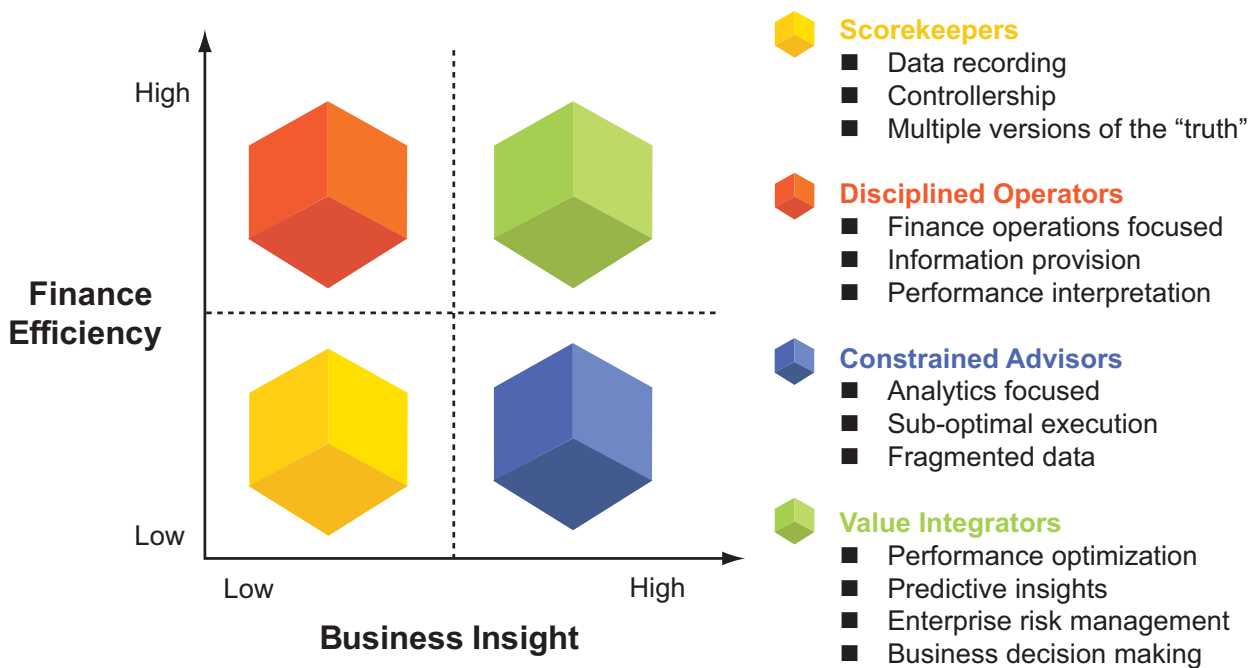 High
Finance
Efficiency
Low
Low
High
Business Insight
Scorekeepers
■ Data recording
■ Controllership
■ Multiple versions of the “truth”
Disciplined Operators
■ Finance operations focused
■ Information provision
■ Performance interpretation
Constrained Advisors
■ Analytics focused
■ Sub-optimal execution
■ Fragmented data
Value Integrators
■ Performance optimization
■ Predictive insights
■ Enterprise risk management
■ Business decision making